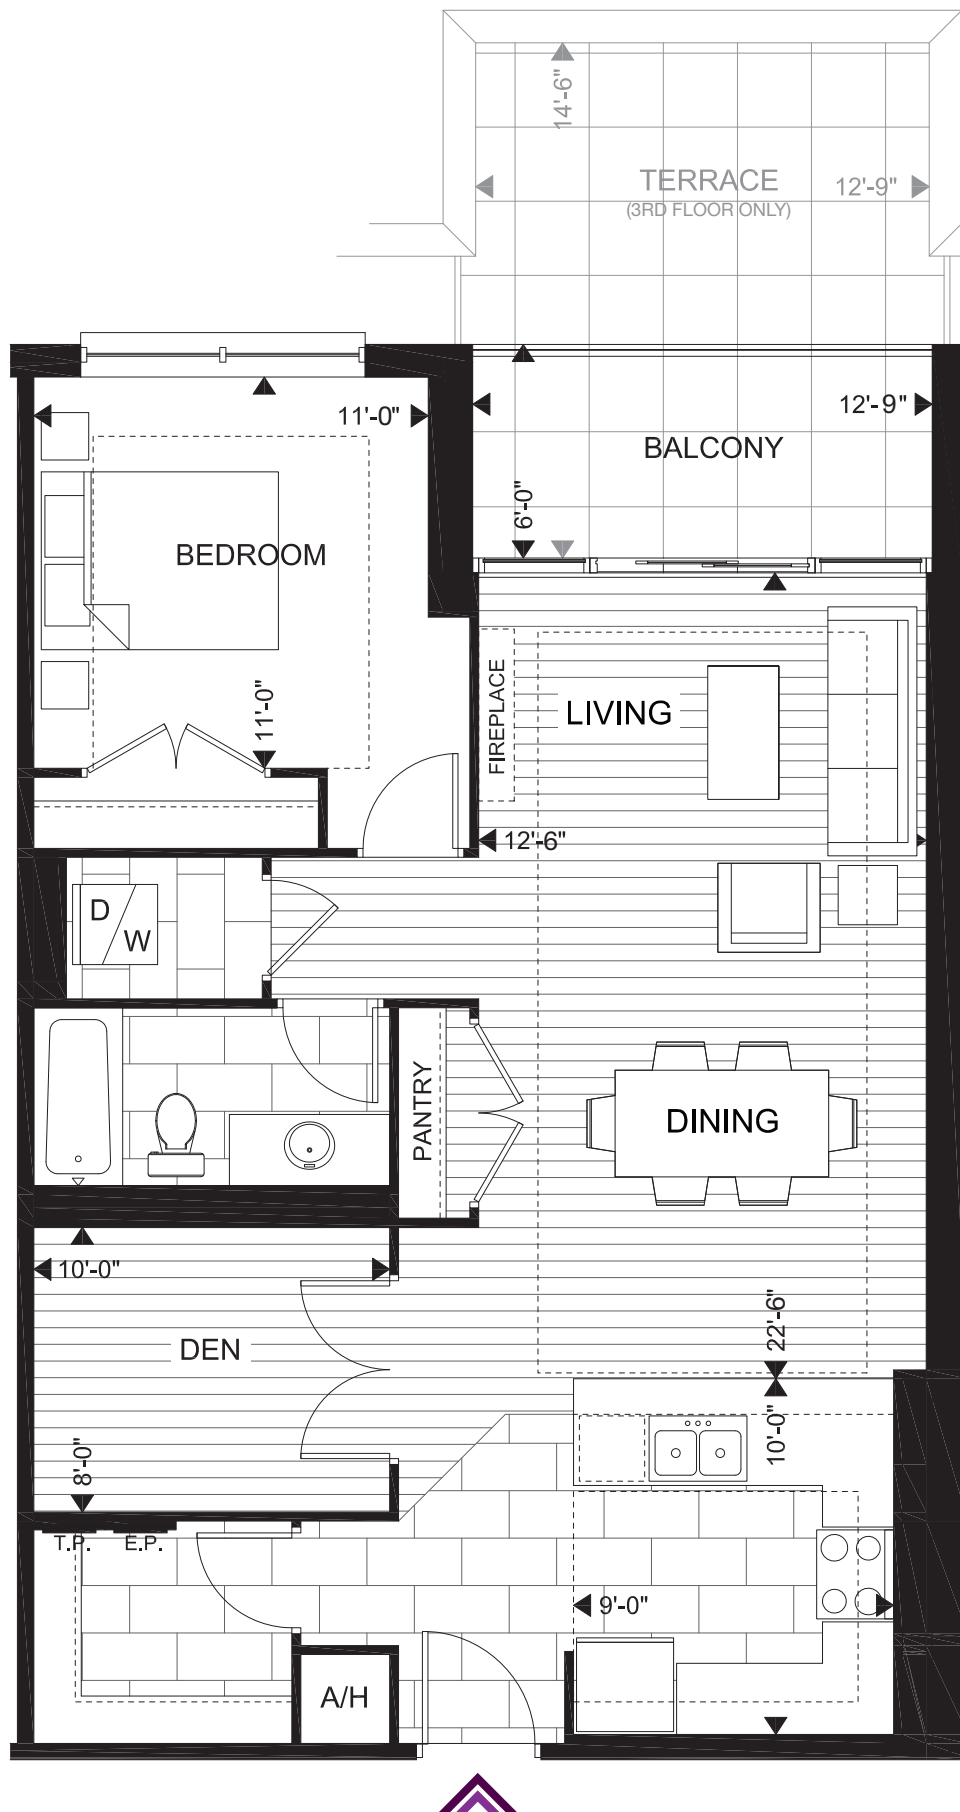 14'-6"
TERRACE
12'-9"
(3RD FLOOR ONLY)
11'-0"
12'-9"
BALCONY
6'-0"
BEDROOM
11'-0"
FIREPLACE
LIVING
12'-6"
D
W
PANTRY
DINING
10'-0"
22'-6"
DEN
8'-0"
10'-0"
T.P.
E.P.
9'-0"
A/H